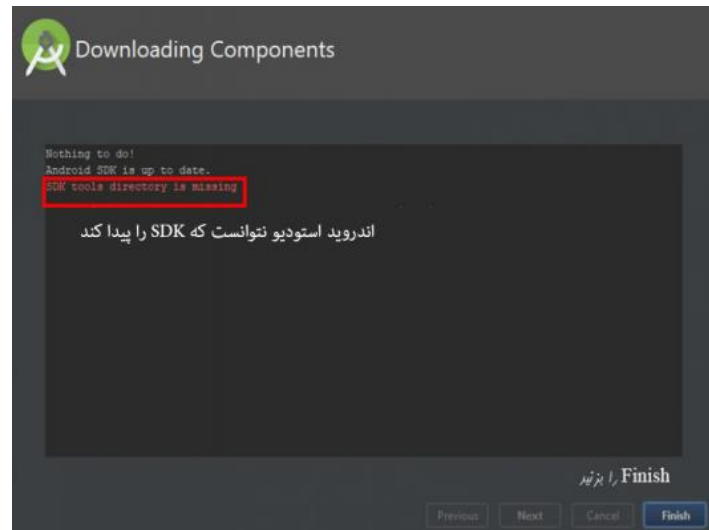 Downloading Components
Nothing to do!
Android SDK is up to date.
SDK tools directory is missing
اندروید استودیو نتوانست که SDK را پیدا کند
Finish را بزنید
Previous
Next
Cancel
Finish